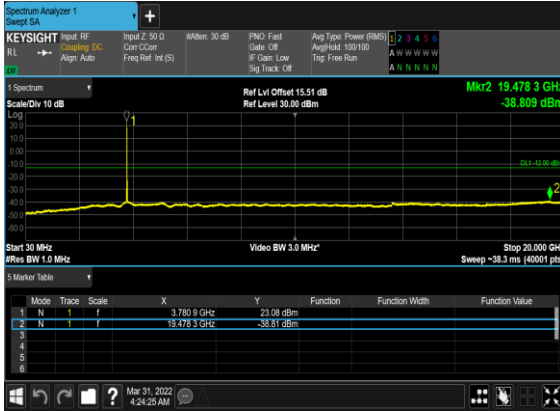 Spectrum Analyzer 1
Swept SA
+
KEYSIGHT Input: RF Input Z: 50 Ω #Atten: 30 dB PNO: Fast Avg Type: Power (RMS) 1 2 3 4 5 6
RL Coupling: DC Corr CCorr Gate: Off Avg|Hold: 100/100 A W W W W W
Align: Auto Freq Ref: Int (S) IF Gain: Low Trig: Free Run A N N N N N
Sig Track: Off
1 Spectrum Ref Lvl Offset 15.51 dB Mkr2 19.478 3 GHz
Scale/Div 10 dB Ref Level 30.00 dBm -38.809 dBm
Log
20.0
10.0
0.00
-10.0
DL1 -13.00 dBm
-20.0
-30.0
-40.0
-50.0
-60.0
1
2
Start 30 MHz Video BW 3.0 MHz* Stop 20.000 GHz
#Res BW 1.0 MHz Sweep ~38.3 ms (40001 pts)
5 Marker Table
Mode Trace Scale X Y Function Function Width Function Value
1 N 1 f 3.780 9 GHz 23.08 dBm
2 N 1 f 19.478 3 GHz -38.81 dBm
3
4
5
6
? Mar 31, 2022
4:24:25 AM